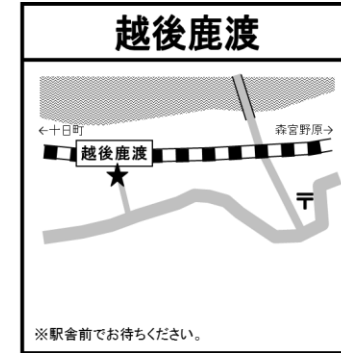 越後鹿渡
←十日町
森宮野原→
越後鹿渡
〒
※駅舎前でお待ちください。